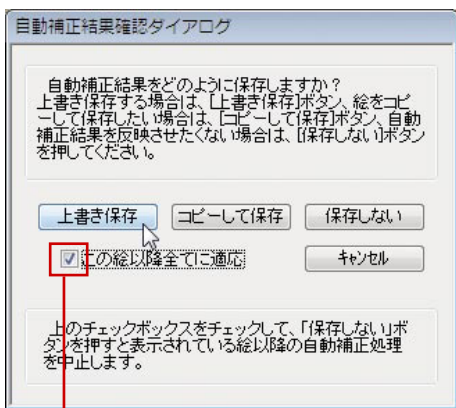 自動補正結果確認ダイアログ
自動補正結果をどのように保存しますか?
上書き保存する場合は、[上書き保存]ボタン、絵をコピ
ーして保存したい場合は、[コピーして保存]ボタン、自動
補正結果を反映させたくない場合は、[保存しない]ボタン
を押してください。
上書き保存 コピーして保存 保存しない
この絵以降全てに適応 キャンセル
上のチェックボックスをチェックして、「保存しない」ボ
タンを押すと表示されている絵以降の自動補正処理
を中止します。